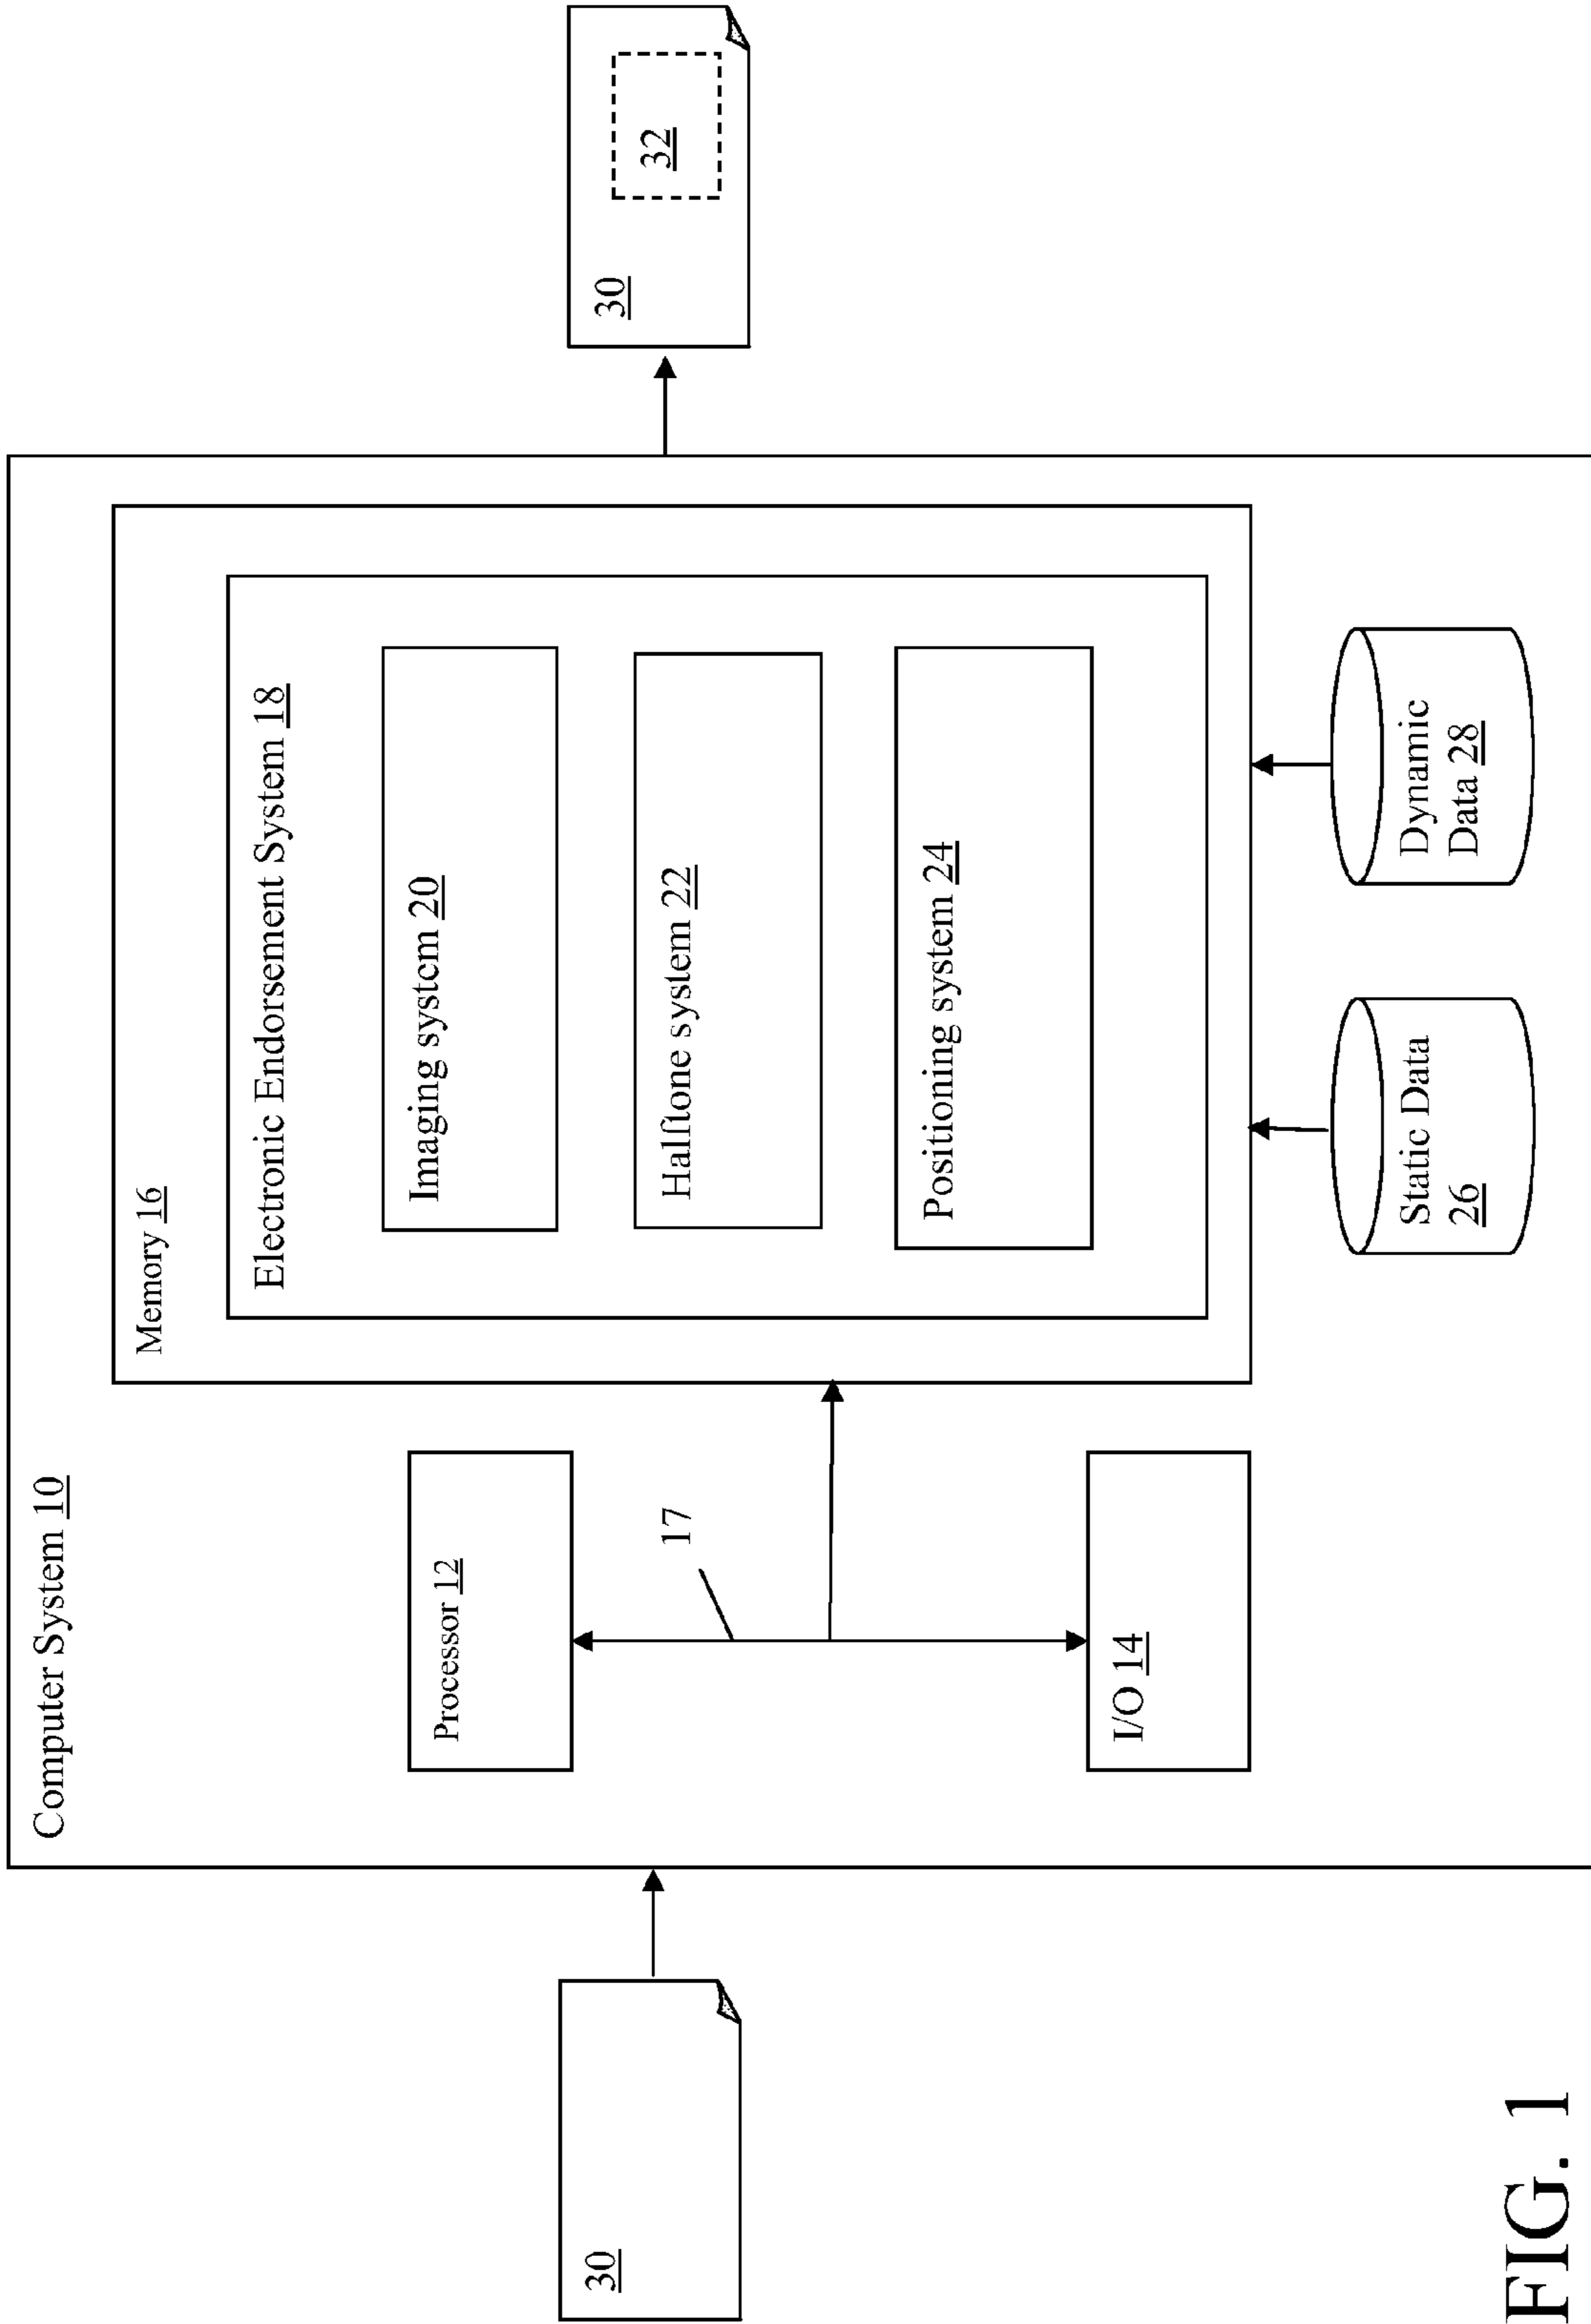 Computer System 10
Memory 16
Electronic Endorsement System 18
Processor 12
Imaging system 20
17
Halftone system 22
I/O 14
Positioning system 24
30
30
32
Static Data
26
Dynamic
Data 28
FIG. 1